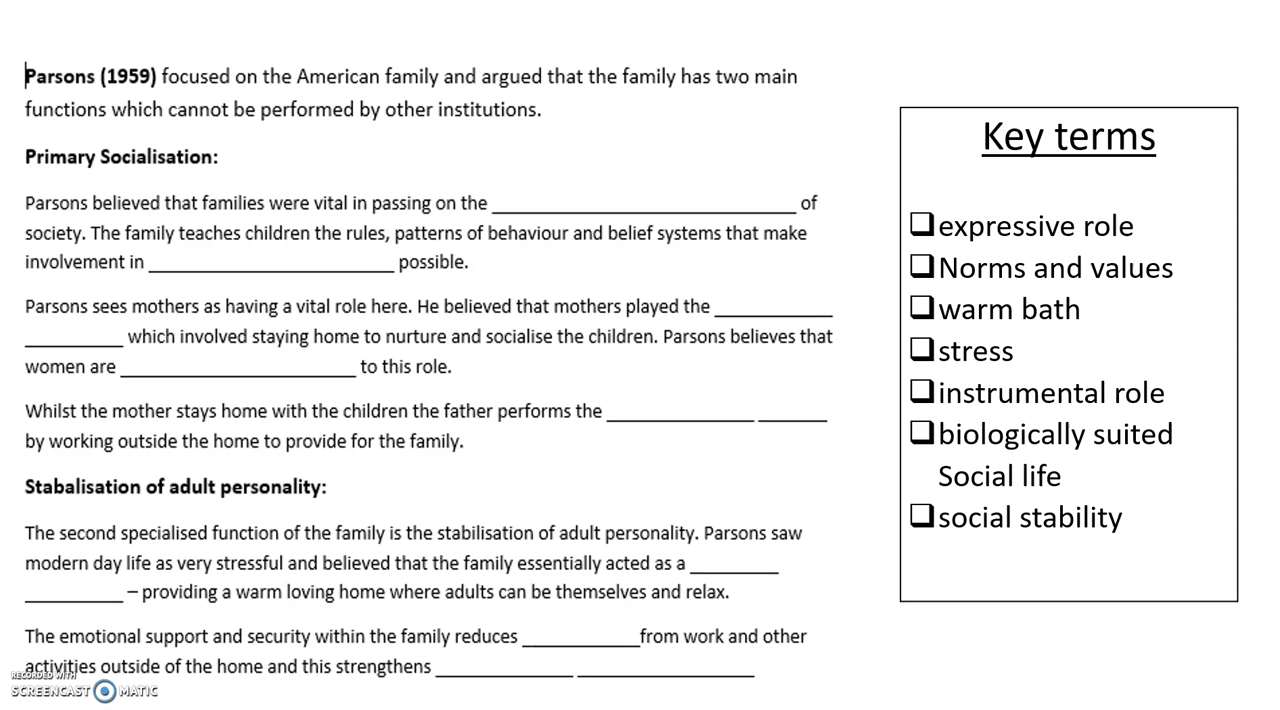 Parsons (1959) focused on the American family and argued that the family has two main
functions which cannot be performed by other institutions.
Primary Socialisation:
Parsons believed that families were vital in passing on the ______________________________ of
society. The family teaches children the rules, patterns of behaviour and belief systems that make
involvement in ________________________ possible.
Parsons sees mothers as having a vital role here. He believed that mothers played the ____________
__________ which involved staying home to nurture and socialise the children. Parsons believes that
women are ________________________ to this role.
Whilst the mother stays home with the children the father performs the _______________ _______
by working outside the home to provide for the family.
Stabalisation of adult personality:
The second specialised function of the family is the stabilisation of adult personality. Parsons saw
modern day life as very stressful and believed that the family essentially acted as a _________
__________ – providing a warm loving home where adults can be themselves and relax.
The emotional support and security within the family reduces ____________from work and other
activities outside of the home and this strengthens ______________ __________________
Key terms
expressive role
Norms and values
warm bath
stress
instrumental role
biologically suited
Social life
social stability
RECORDED WITH
SCREENCAST MATIC